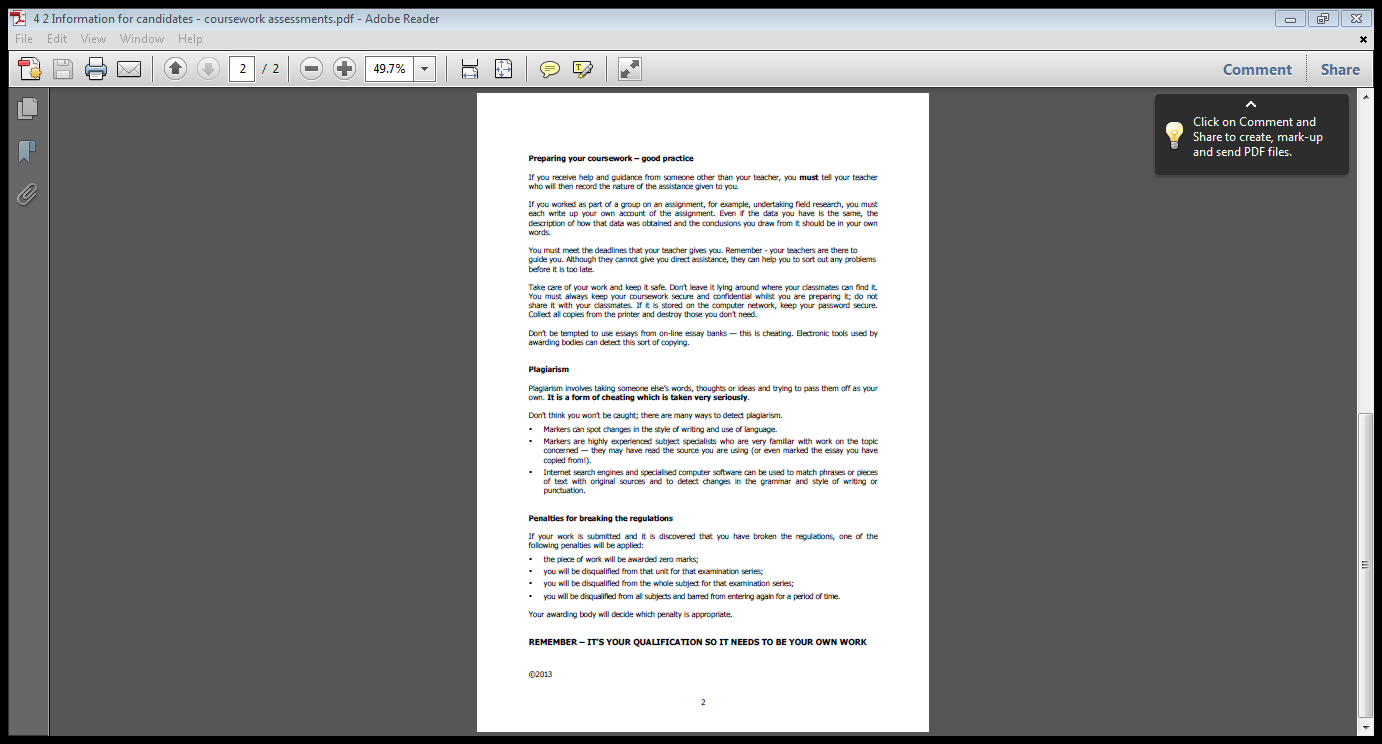 4 2 Information for candidates - coursework assessments.pdf - Adobe Reader
File Edit View Window Help
2 / 2 49.7% Comment Share
Click on Comment and
Share to create, mark-up
and send PDF files.
Preparing your coursework – good practice
If you receive help and guidance from someone other than your teacher, you must tell your teacher
who will then record the nature of the assistance given to you.
If you worked as part of a group on an assignment, for example, undertaking field research, you must
each write up your own account of the assignment. Even if the data you have is the same, the
description of how that data was obtained and the conclusions you draw from it should be in your own
words.
You must meet the deadlines that your teacher gives you. Remember - your teachers are there to
guide you. Although they cannot give you direct assistance, they can help you to sort out any problems
before it is too late.
Take care of your work and keep it safe. Don't leave it lying around where your classmates can find it.
You must always keep your coursework secure and confidential whilst you are preparing it; do not
share it with your classmates. If it is stored on the computer network, keep your password secure.
Collect all copies from the printer and destroy those you don't need.
Don't be tempted to use essays from on-line essay banks — this is cheating. Electronic tools used by
awarding bodies can detect this sort of copying.
Plagiarism
Plagiarism involves taking someone else's words, thoughts or ideas and trying to pass them off as your
own. It is a form of cheating which is taken very seriously.
Don't think you won't be caught; there are many ways to detect plagiarism.
• Markers can spot changes in the style of writing and use of language.
• Markers are highly experienced subject specialists who are very familiar with work on the topic
concerned — they may have read the source you are using (or even marked the essay you have
copied from!).
• Internet search engines and specialised computer software can be used to match phrases or pieces
of text with original sources and to detect changes in the grammar and style of writing or
punctuation.
Penalties for breaking the regulations
If your work is submitted and it is discovered that you have broken the regulations, one of the
following penalties will be applied:
• the piece of work will be awarded zero marks;
• you will be disqualified from that unit for that examination series;
• you will be disqualified from the whole subject for that examination series;
• you will be disqualified from all subjects and barred from entering again for a period of time.
Your awarding body will decide which penalty is appropriate.
REMEMBER – IT'S YOUR QUALIFICATION SO IT NEEDS TO BE YOUR OWN WORK
©2013
2